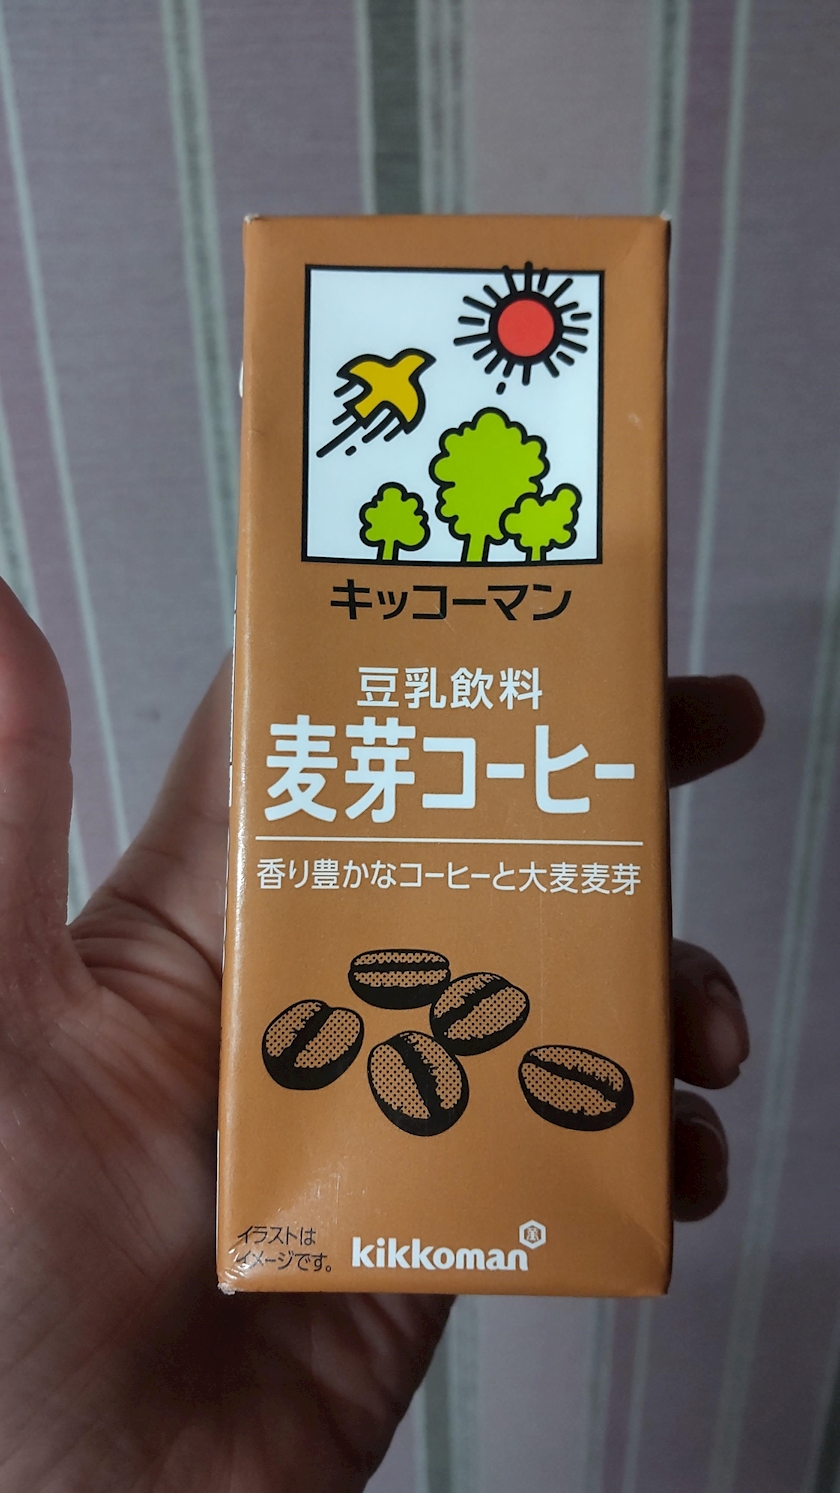 キッコーマン
豆乳飲料
麦芽コーヒー
香り豊かなコーヒーと大麦麦芽
イラストは
イメージです。
kikkoman